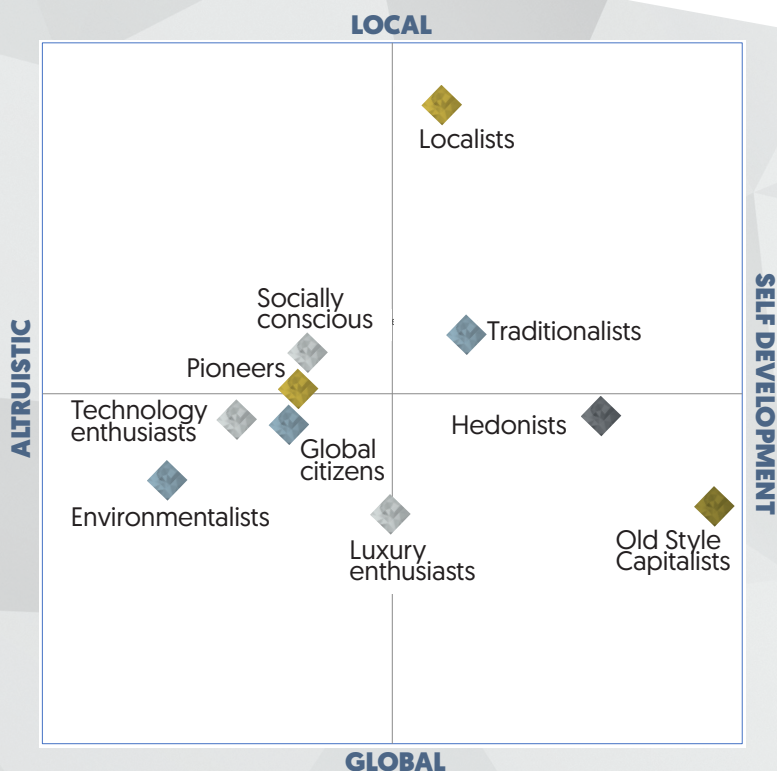 LOCAL
Localists
Socially
conscious
Traditionalists
Pioneers
ALTRUISTIC
SELF DEVELOPMENT
Technology
enthusiasts
Hedonists
Global
citizens
Environmentalists
Luxury
enthusiasts
Old Style
Capitalists
GLOBAL